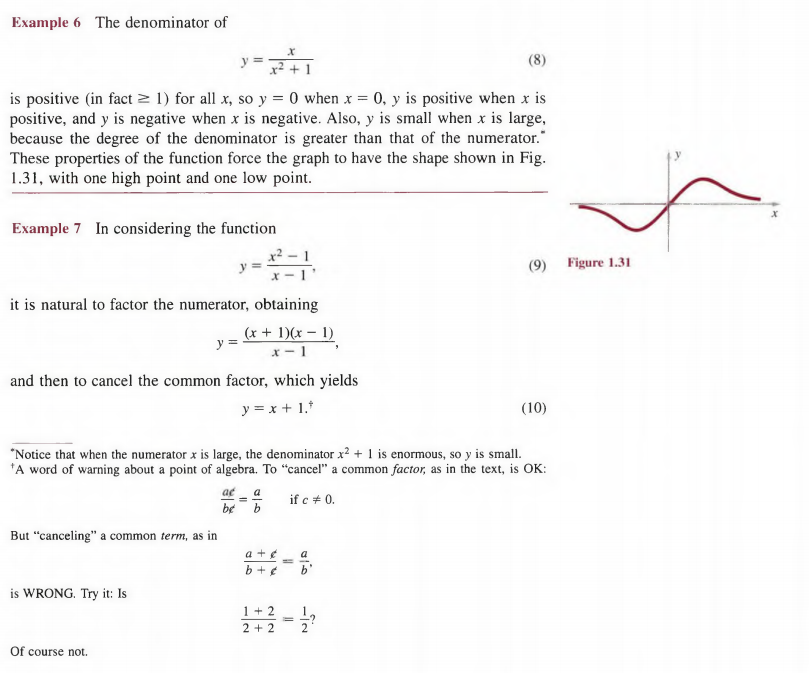 Example 6 The denominator of
y = x / (x² + 1) (8)
is positive (in fact ≥ 1) for all x, so y = 0 when x = 0, y is positive when x is
positive, and y is negative when x is negative. Also, y is small when x is large,
because the degree of the denominator is greater than that of the numerator.*
These properties of the function force the graph to have the shape shown in Fig.
1.31, with one high point and one low point.
y
x
Figure 1.31
Example 7 In considering the function
y = (x² − 1) / (x − 1), (9)
it is natural to factor the numerator, obtaining
y = (x + 1)(x − 1) / (x − 1),
and then to cancel the common factor, which yields
y = x + 1.† (10)
*Notice that when the numerator x is large, the denominator x² + 1 is enormous, so y is small.
†A word of warning about a point of algebra. To “cancel” a common factor, as in the text, is OK:
ac̸ / bc̸ = a / b if c ≠ 0.
But “canceling” a common term, as in
(a + c̸) / (b + c̸) = a / b,
is WRONG. Try it: Is
(1 + 2) / (2 + 2) = 1 / 2?
Of course not.